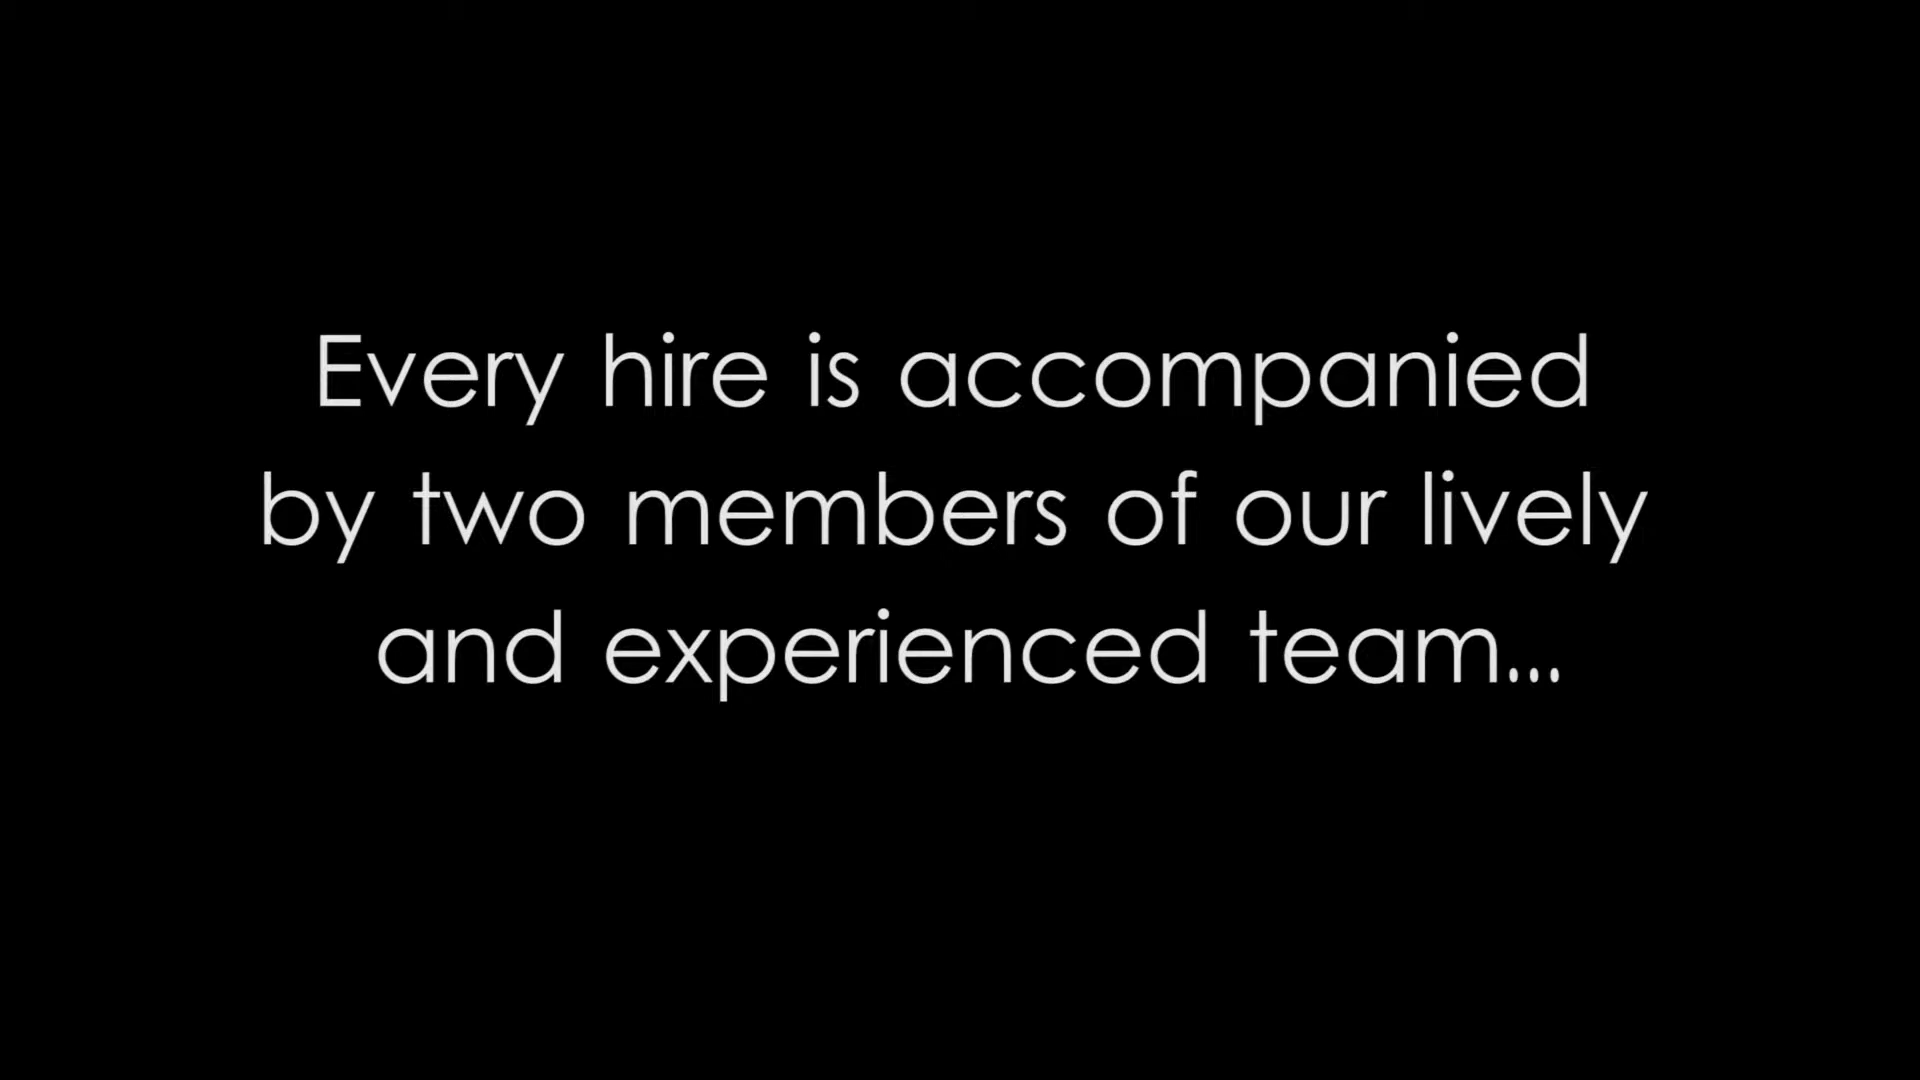 Every hire is accompanied
by two members of our lively
and experienced team...